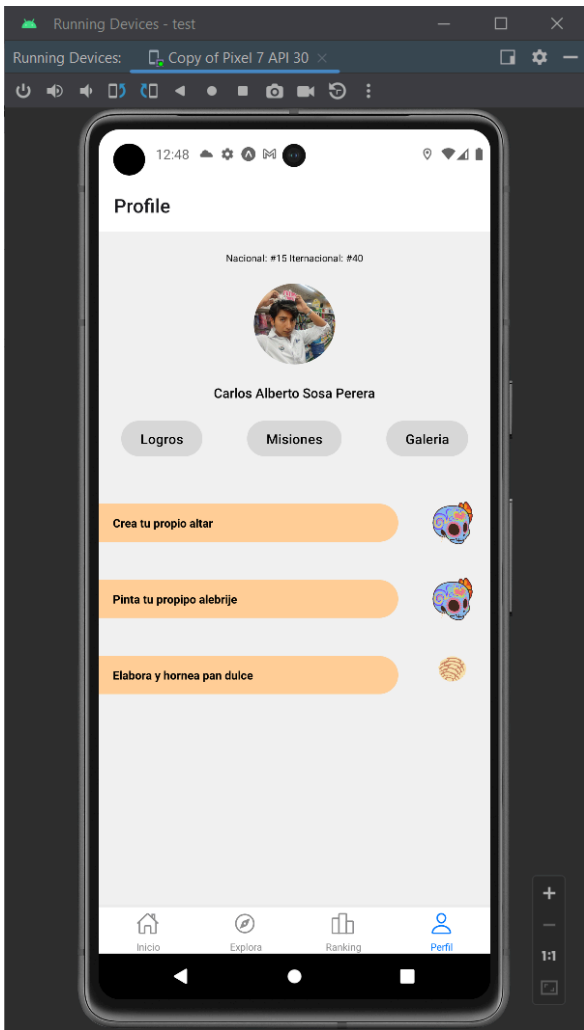 Running Devices - test
Running Devices: Copy of Pixel 7 API 30
12:48
Profile
Nacional: #15 Iternacional: #40
Carlos Alberto Sosa Perera
Logros Misiones Galeria
Crea tu propio altar
Pinta tu propipo alebrije
Elabora y hornea pan dulce
Inicio Explora Ranking Perfil
1:1